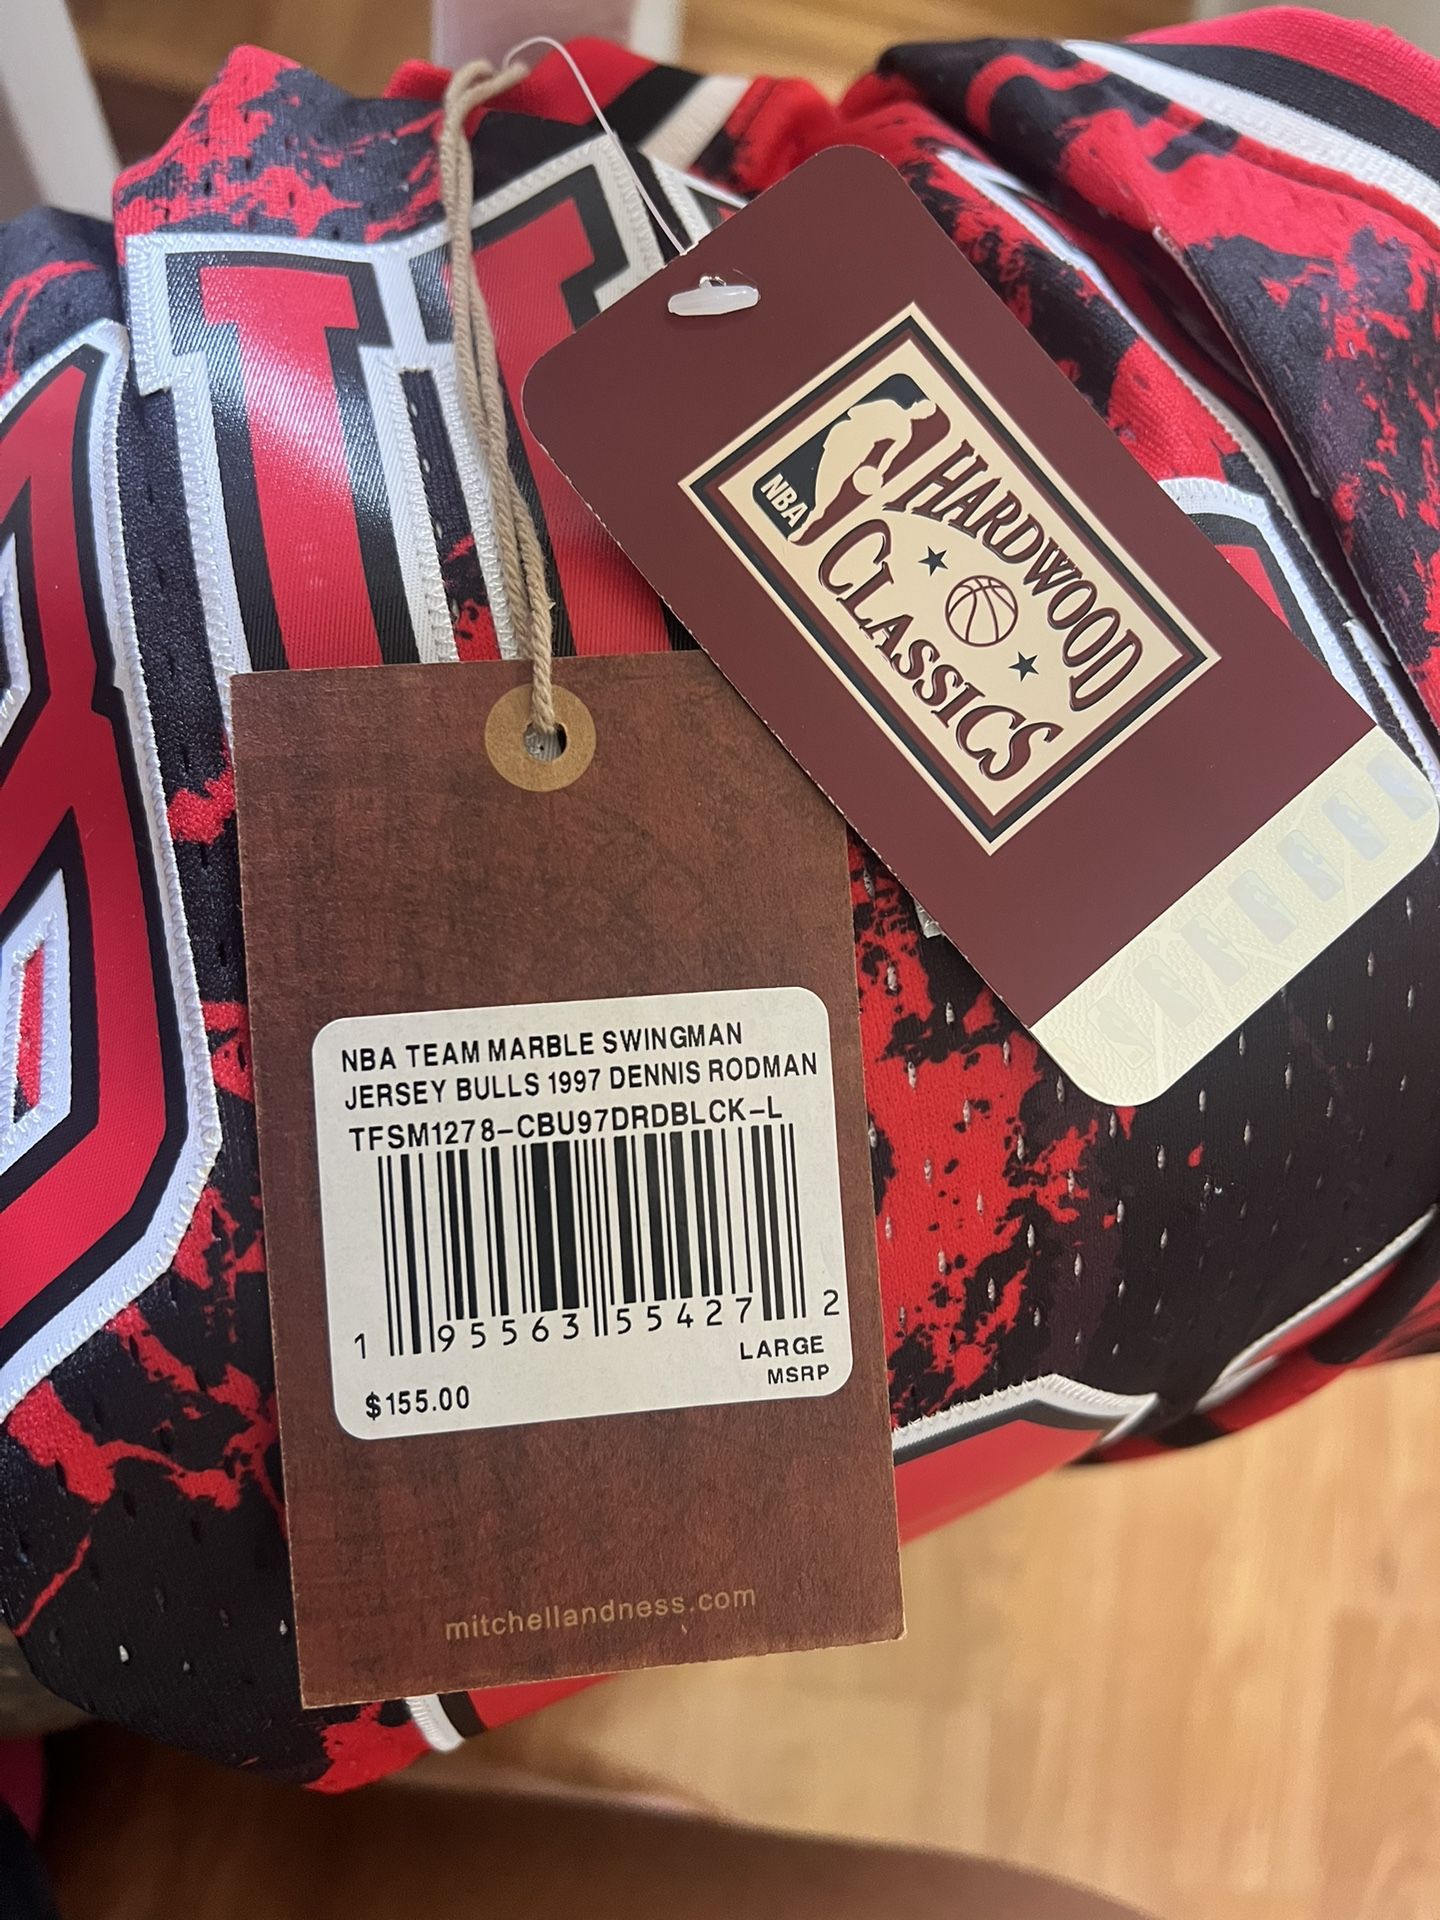 NBA
HARDWOOD
CLASSICS
NBA TEAM MARBLE SWINGMAN
JERSEY BULLS 1997 DENNIS RODMAN
TFSM1278-CBU97DRDBLCK-L
1 95563 55427 2
LARGE
MSRP
$155.00
mitchellandness.com